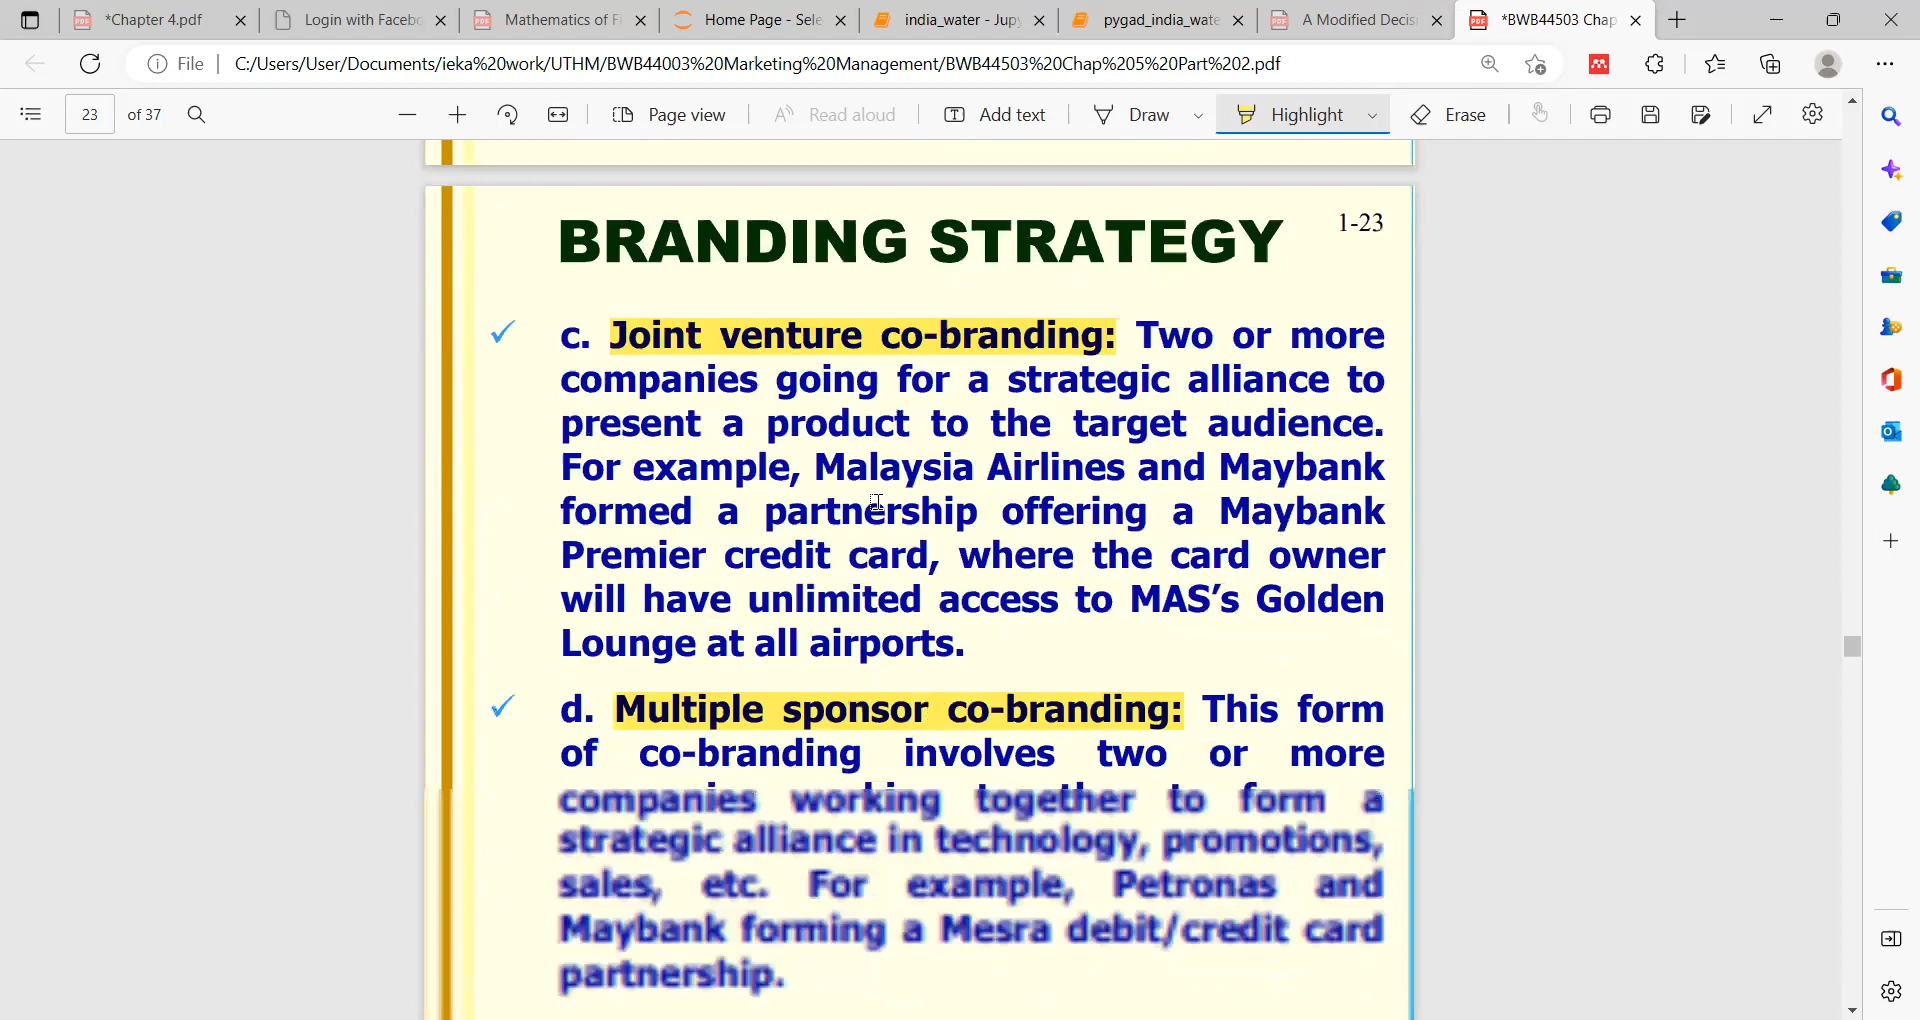 *Chapter 4.pdf
Login with Facebo
Mathematics of Fi
Home Page - Sele
india_water - Jupy
pygad_india_wate
A Modified Decis
*BWB44503 Chap
File
C:/Users/User/Documents/ieka%20work/UTHM/BWB44003%20Marketing%20Management/BWB44503%20Chap%205%20Part%202.pdf
23 of 37
Page view
Read aloud
Add text
Draw
Highlight
Erase
BRANDING STRATEGY
1-23
c. Joint venture co-branding: Two or more
companies going for a strategic alliance to
present a product to the target audience.
For example, Malaysia Airlines and Maybank
formed a partnership offering a Maybank
Premier credit card, where the card owner
will have unlimited access to MAS’s Golden
Lounge at all airports.
d. Multiple sponsor co-branding: This form
of co-branding involves two or more
companies working together to form a
strategic alliance in technology, promotions,
sales, etc. For example, Petronas and
Maybank forming a Mesra debit/credit card
partnership.